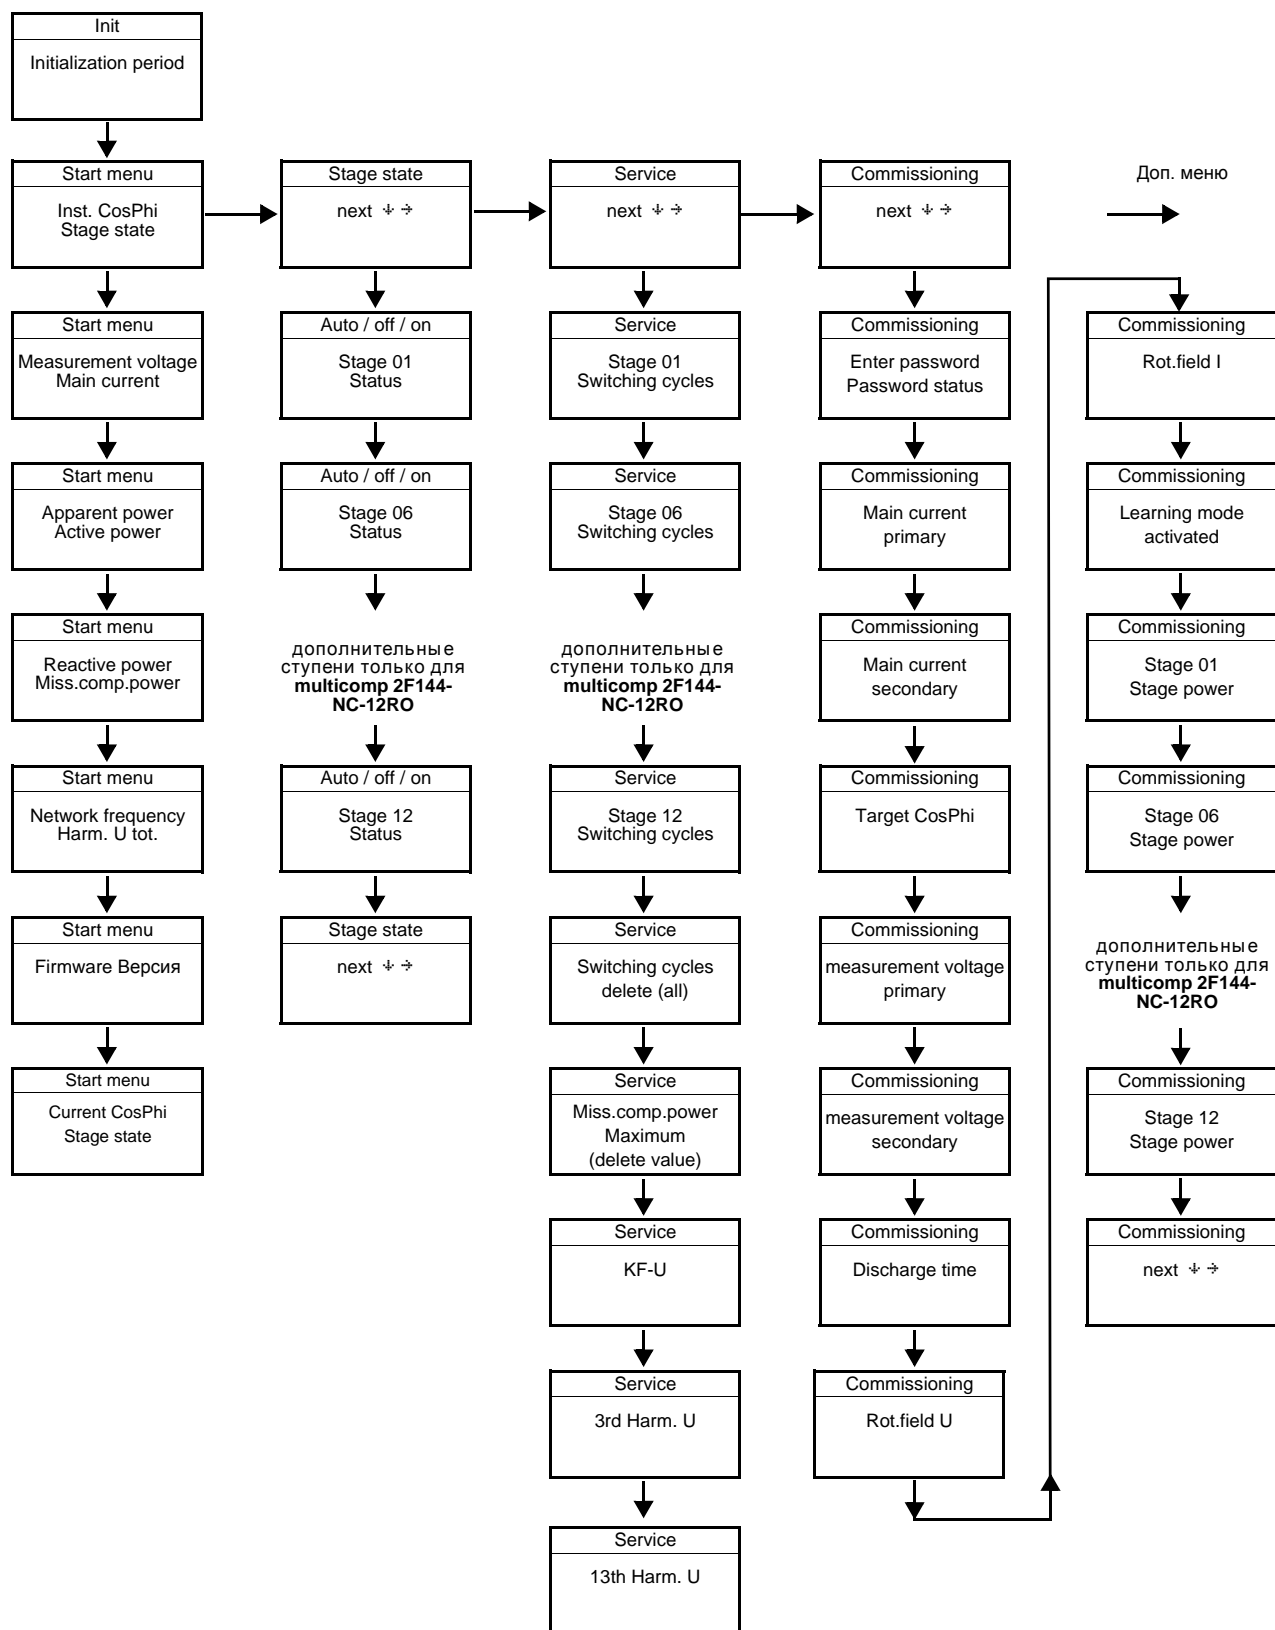 Init
Initialization period
Start menu
Inst. CosPhi
Stage state
Start menu
Measurement voltage
Main current
Start menu
Apparent power
Active power
Start menu
Reactive power
Miss.comp.power
Start menu
Network frequency
Harm. U tot.
Start menu
Firmware Версия
Start menu
Current CosPhi
Stage state
Stage state
next
Auto / off / on
Stage 01
Status
Auto / off / on
Stage 06
Status
дополнительные
ступени только для
multicomp 2F144-
NC-12RO
Auto / off / on
Stage 12
Status
Stage state
next
Service
next
Service
Stage 01
Switching cycles
Service
Stage 06
Switching cycles
дополнительные
ступени только для
multicomp 2F144-
NC-12RO
Service
Stage 12
Switching cycles
Service
Switching cycles
delete (all)
Service
Miss.comp.power
Maximum
(delete value)
Service
KF-U
Service
3rd Harm. U
Service
13th Harm. U
Commissioning
next
Commissioning
Enter password
Password status
Commissioning
Main current
primary
Commissioning
Main current
secondary
Commissioning
Target CosPhi
Commissioning
measurement voltage
primary
Commissioning
measurement voltage
secondary
Commissioning
Discharge time
Commissioning
Rot.field U
Доп. меню
Commissioning
Rot.field I
Commissioning
Learning mode
activated
Commissioning
Stage 01
Stage power
Commissioning
Stage 06
Stage power
дополнительные
ступени только для
multicomp 2F144-
NC-12RO
Commissioning
Stage 12
Stage power
Commissioning
next